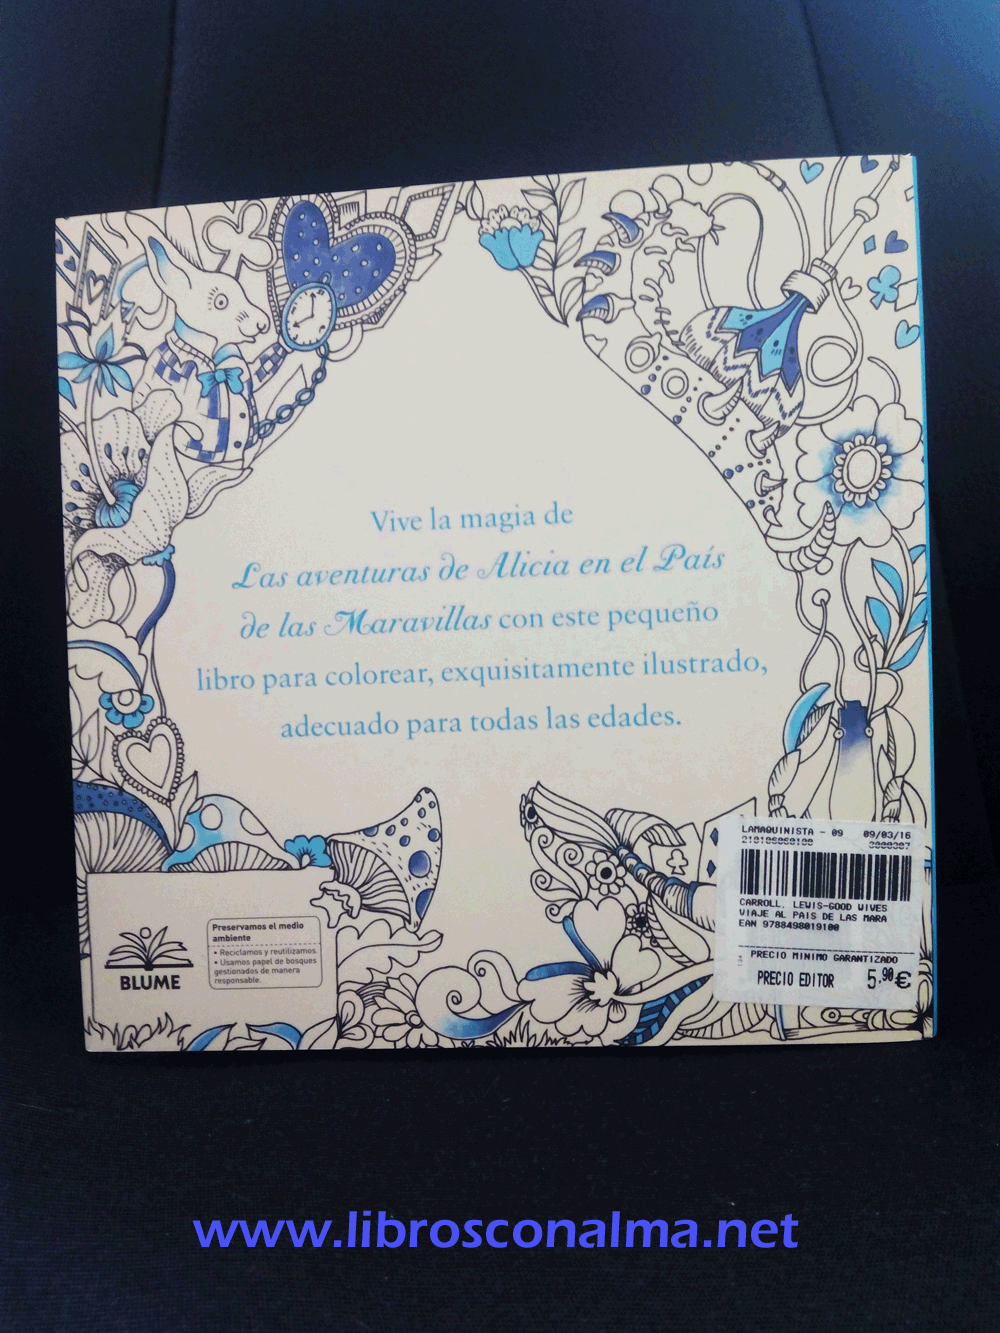 Vive la magia de
Las aventuras de Alicia en el País
de las Maravillas con este pequeño
libro para colorear, exquisitamente ilustrado,
adecuado para todas las edades.
BLUME
Preservamos el medio
ambiente
• Reciclamos y reutilizamos.
• Usamos papel de bosques
gestionados de manera
responsable.
LAMAQUINISTA - 09 09/03/16
CARROLL, LEWIS-GOOD WIVES
VIAJE AL PAIS DE LAS MARA
EAN 9788498019100
PRECIO MINIMO GARANTIZADO
PRECIO EDITOR 5,90€
www.librosconalma.net